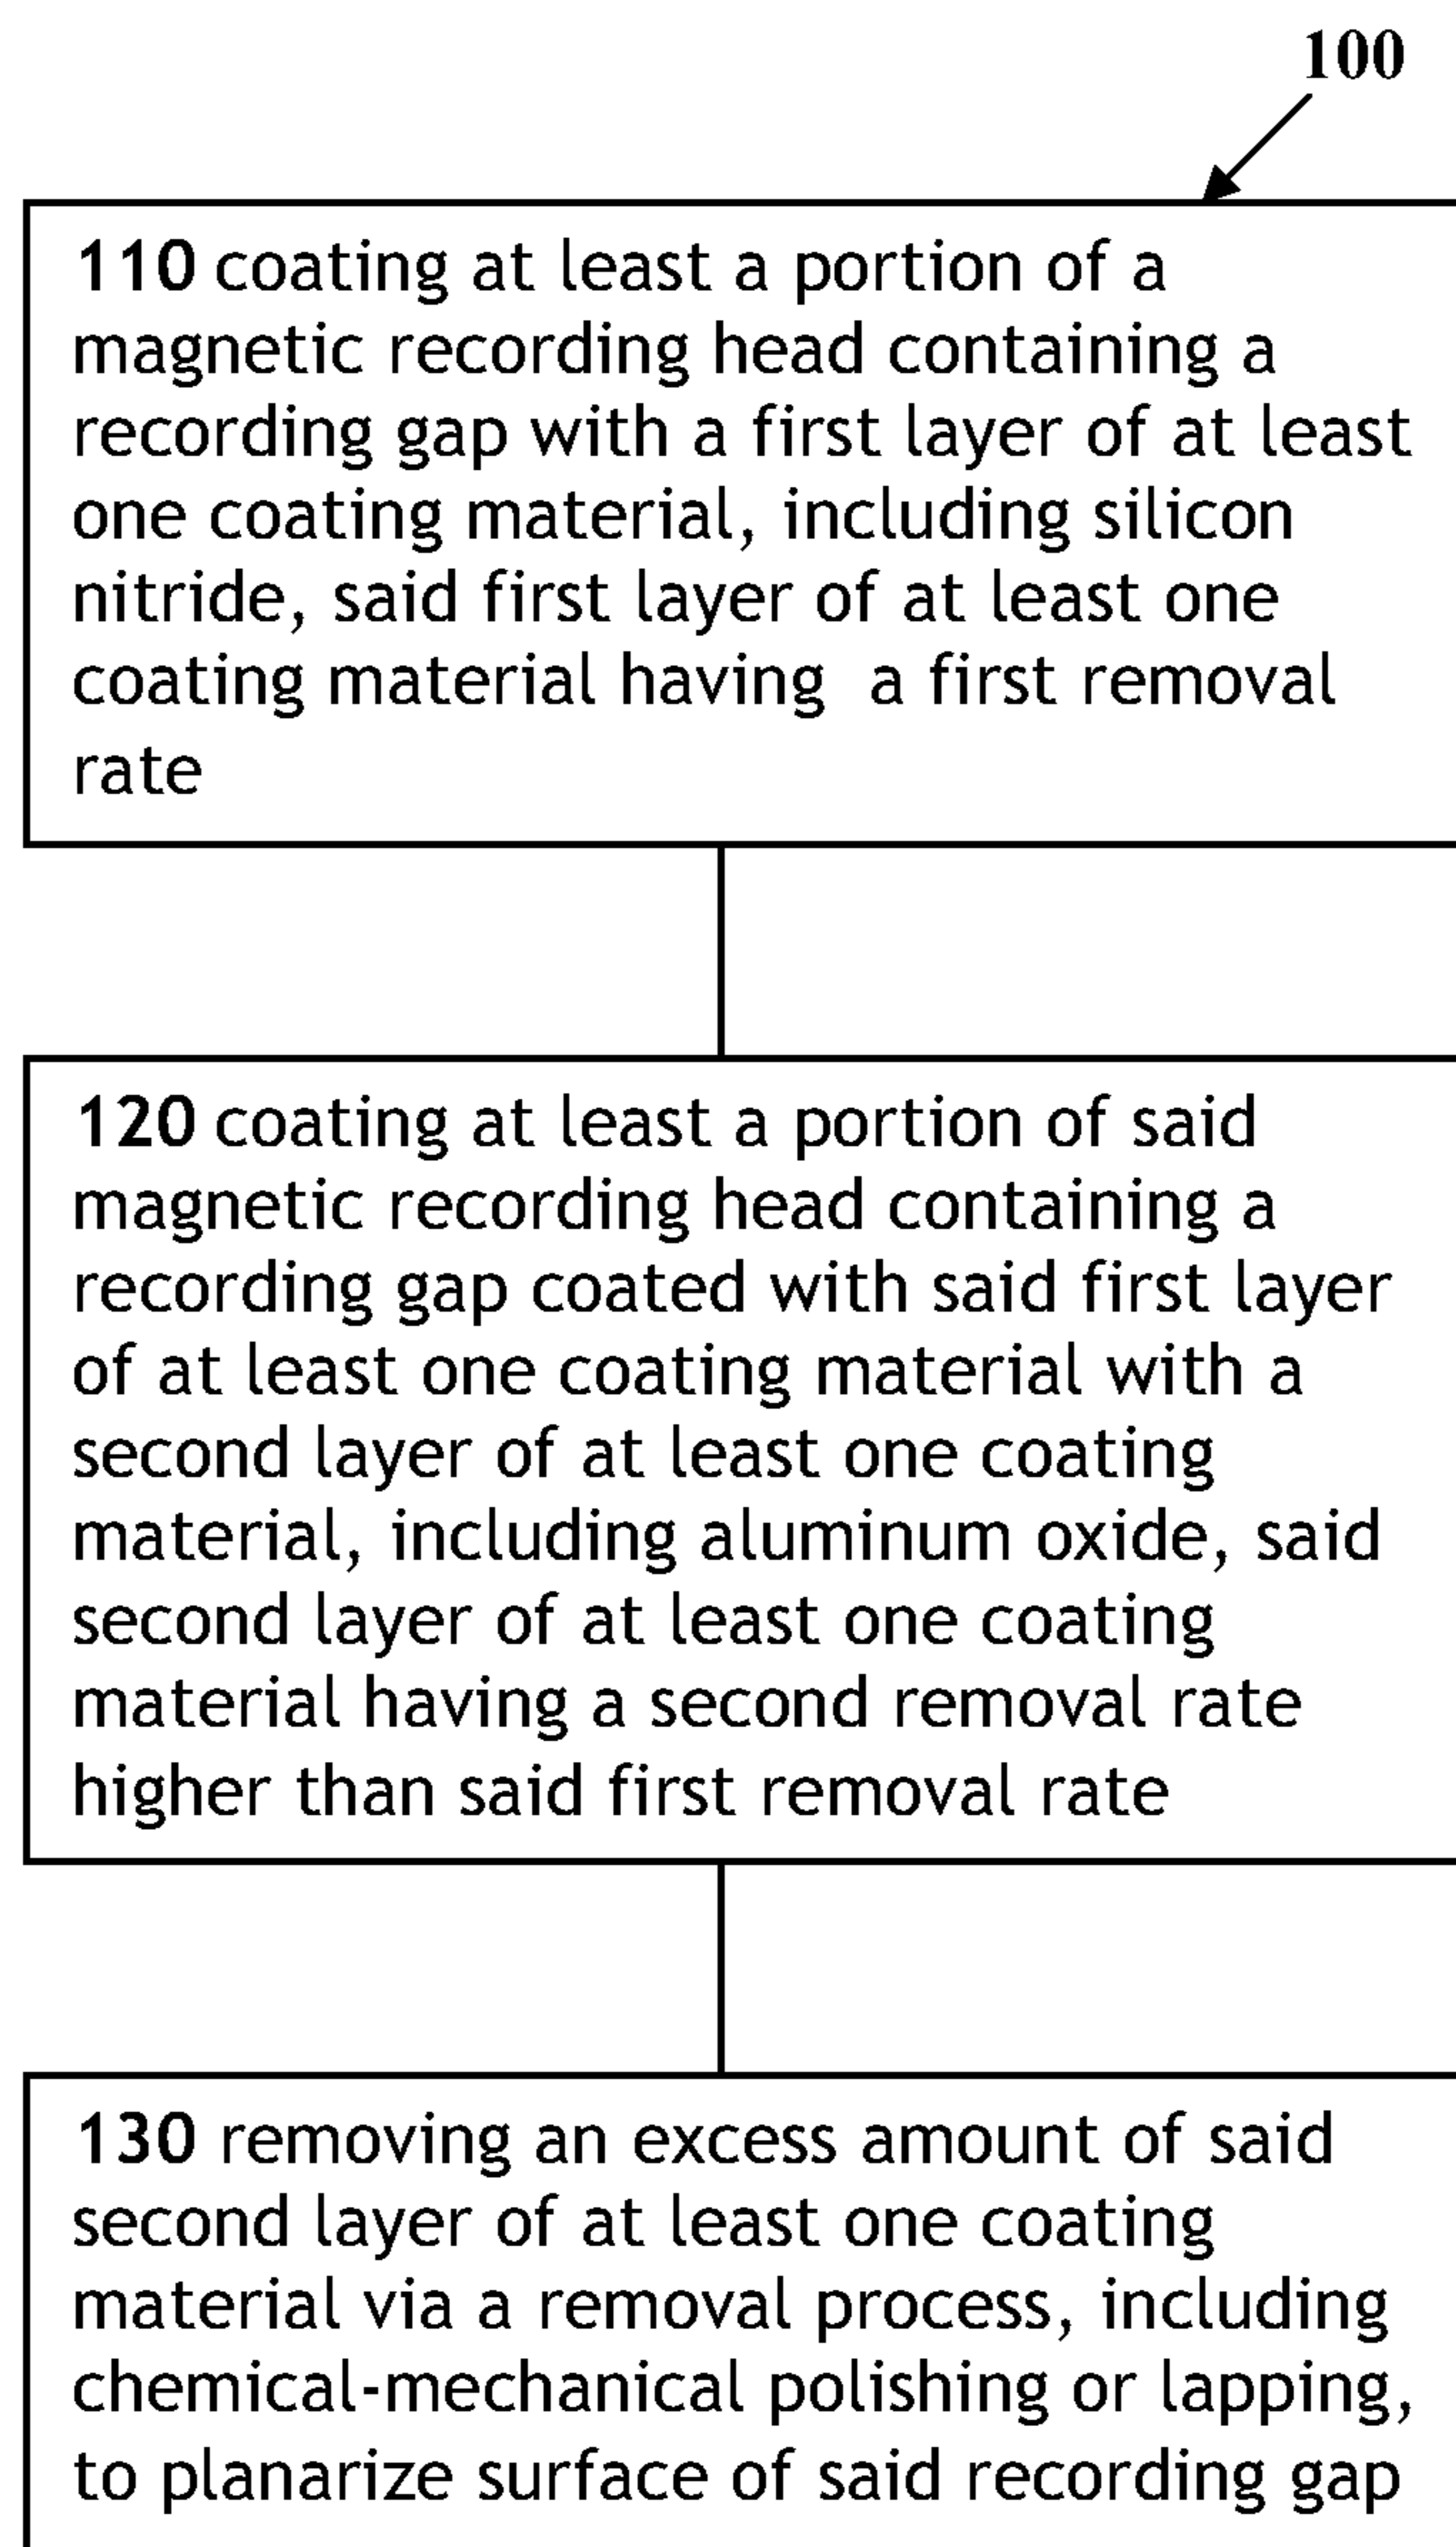 100
110 coating at least a portion of a
magnetic recording head containing a
recording gap with a first layer of at least
one coating material, including silicon
nitride, said first layer of at least one
coating material having a first removal
rate
120 coating at least a portion of said
magnetic recording head containing a
recording gap coated with said first layer
of at least one coating material with a
second layer of at least one coating
material, including aluminum oxide, said
second layer of at least one coating
material having a second removal rate
higher than said first removal rate
130 removing an excess amount of said
second layer of at least one coating
material via a removal process, including
chemical-mechanical polishing or lapping,
to planarize surface of said recording gap